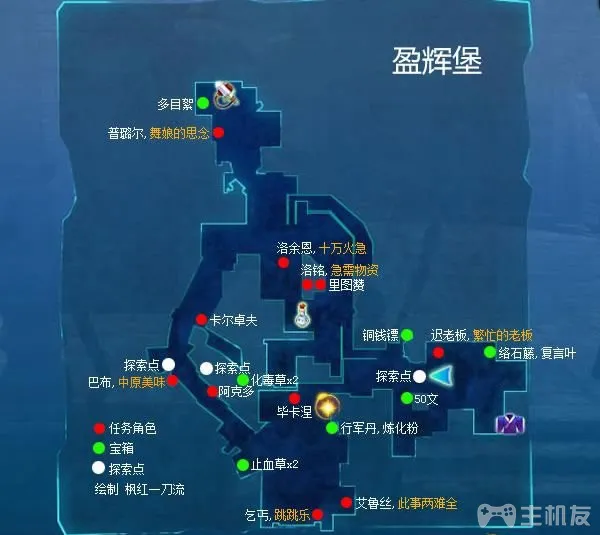 盈辉堡
多目絮
普璐尔, 舞娘的思念
洛余恩, 十万火急
洛铭, 急需物资
里图赞
卡尔卓夫
铜钱镖
迟老板, 繁忙的老板
络石藤, 复言叶
探索点
探索点
化毒草x2
探索点
巴布, 中原美味
阿克多
50文
毕卡涅
任务角色
行军丹, 炼化粉
宝箱
探索点
止血草x2
绘制 枫红一刀流
艾鲁丝, 此事两难全
乞丐, 跳跳乐
主机友